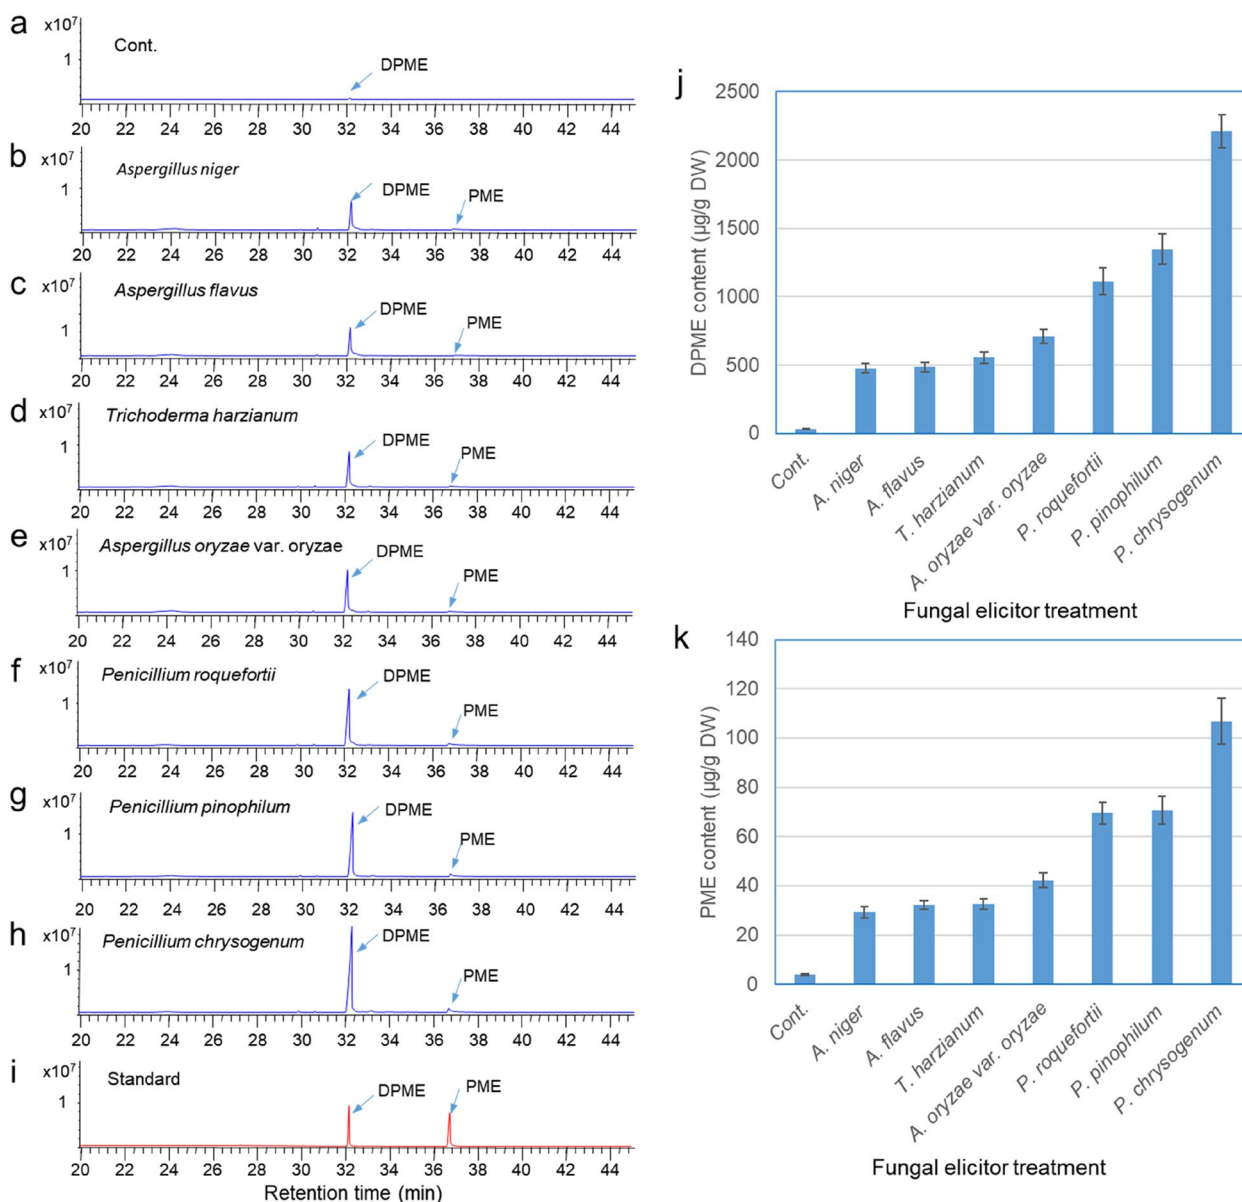 a
x10⁷
1
Cont.
DPME
20 22 24 26 28 30 32 34 36 38 40 42 44
b
x10⁷
1
Aspergillus niger
DPME
PME
20 22 24 26 28 30 32 34 36 38 40 42 44
c
x10⁷
1
Aspergillus flavus
DPME
PME
20 22 24 26 28 30 32 34 36 38 40 42 44
d
x10⁷
1
Trichoderma harzianum
DPME
PME
20 22 24 26 28 30 32 34 36 38 40 42 44
e
x10⁷
1
Aspergillus oryzae var. oryzae
DPME
PME
20 22 24 26 28 30 32 34 36 38 40 42 44
f
x10⁷
1
Penicillium roquefortii
DPME
PME
20 22 24 26 28 30 32 34 36 38 40 42 44
g
x10⁷
1
Penicillium pinophilum
DPME
PME
20 22 24 26 28 30 32 34 36 38 40 42 44
h
x10⁷
1
Penicillium chrysogenum
DPME
PME
20 22 24 26 28 30 32 34 36 38 40 42 44
i
x10⁷
1
Standard
DPME
PME
20 22 24 26 28 30 32 34 36 38 40 42 44
Retention time (min)
j
DPME content (µg/g DW)
2500
2000
1500
1000
500
0
Cont.
A. niger
A. flavus
T. harzianum
A. oryzae var. oryzae
P. roquefortii
P. pinophilum
P. chrysogenum
Fungal elicitor treatment
k
PME content (µg/g DW)
140
120
100
80
60
40
20
0
Cont.
A. niger
A. flavus
T. harzianum
A. oryzae var. oryzae
P. roquefortii
P. pinophilum
P. chrysogenum
Fungal elicitor treatment